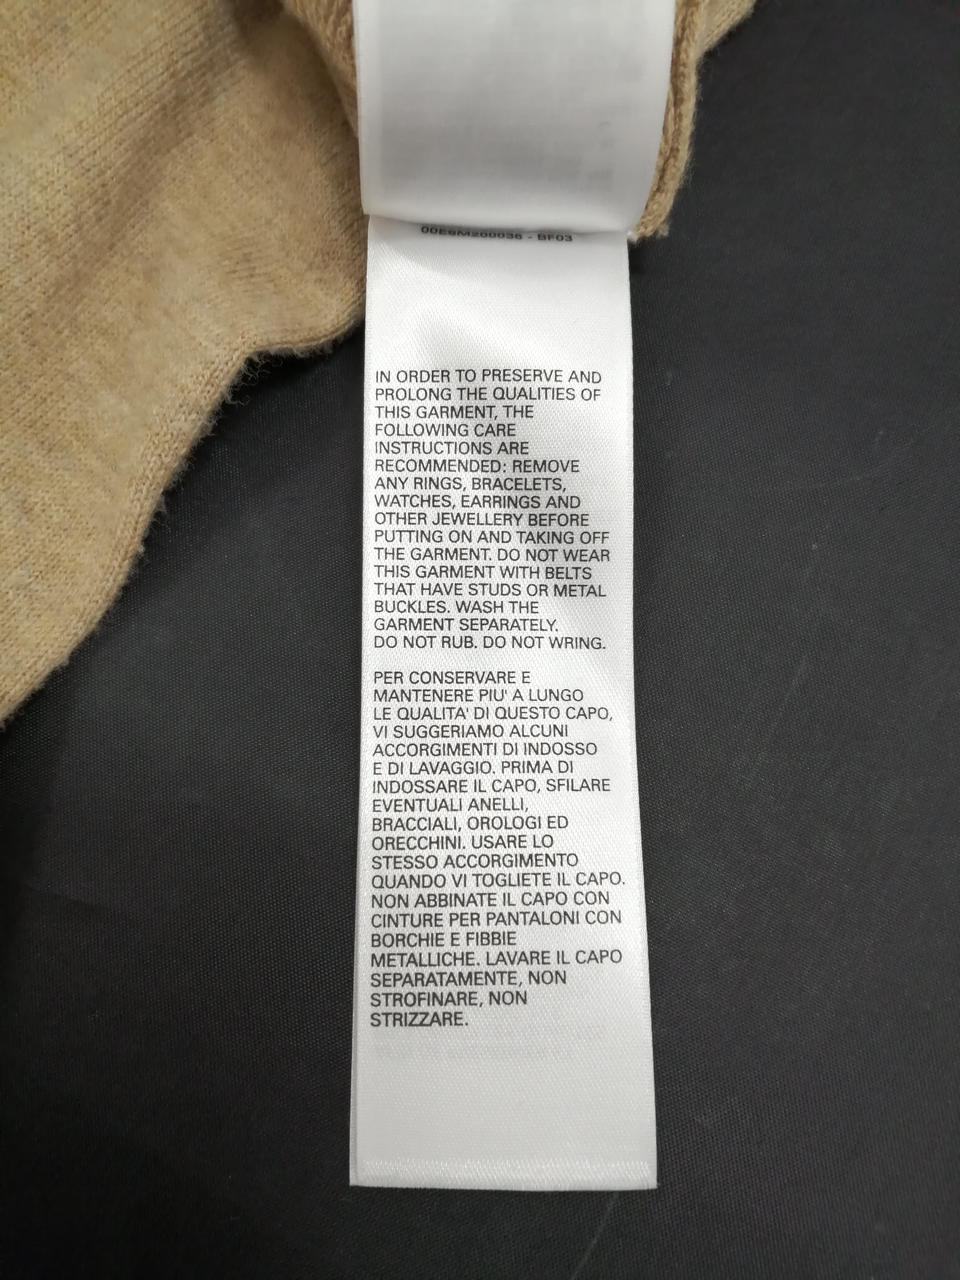 IN ORDER TO PRESERVE AND
PROLONG THE QUALITIES OF
THIS GARMENT, THE
FOLLOWING CARE
INSTRUCTIONS ARE
RECOMMENDED: REMOVE
ANY RINGS, BRACELETS,
WATCHES, EARRINGS AND
OTHER JEWELLERY BEFORE
PUTTING ON AND TAKING OFF
THE GARMENT. DO NOT WEAR
THIS GARMENT WITH BELTS
THAT HAVE STUDS OR METAL
BUCKLES. WASH THE
GARMENT SEPARATELY.
DO NOT RUB. DO NOT WRING.
PER CONSERVARE E
MANTENERE PIU' A LUNGO
LE QUALITA' DI QUESTO CAPO,
VI SUGGERIAMO ALCUNI
ACCORGIMENTI DI INDOSSO
E DI LAVAGGIO. PRIMA DI
INDOSSARE IL CAPO, SFILARE
EVENTUALI ANELLI,
BRACCIALI, OROLOGI ED
ORECCHINI. USARE LO
STESSO ACCORGIMENTO
QUANDO VI TOGLIETE IL CAPO.
NON ABBINATE IL CAPO CON
CINTURE PER PANTALONI CON
BORCHIE E FIBBIE
METALLICHE. LAVARE IL CAPO
SEPARATAMENTE, NON
STROFINARE, NON
STRIZZARE.